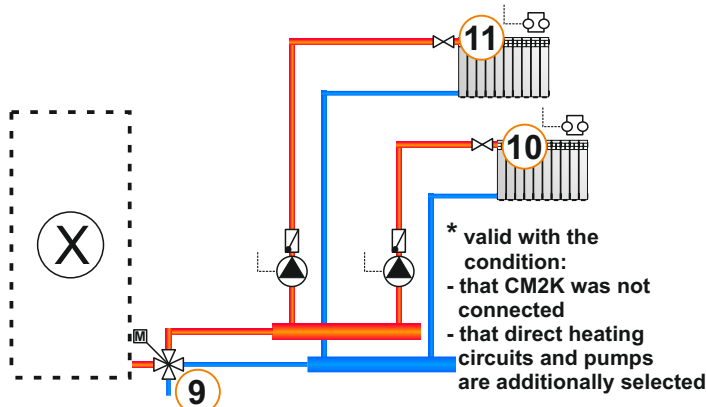 11
10
X
* valid with the
condition:
- that CM2K was not
connected
- that direct heating
circuits and pumps
are additionally selected
M
9